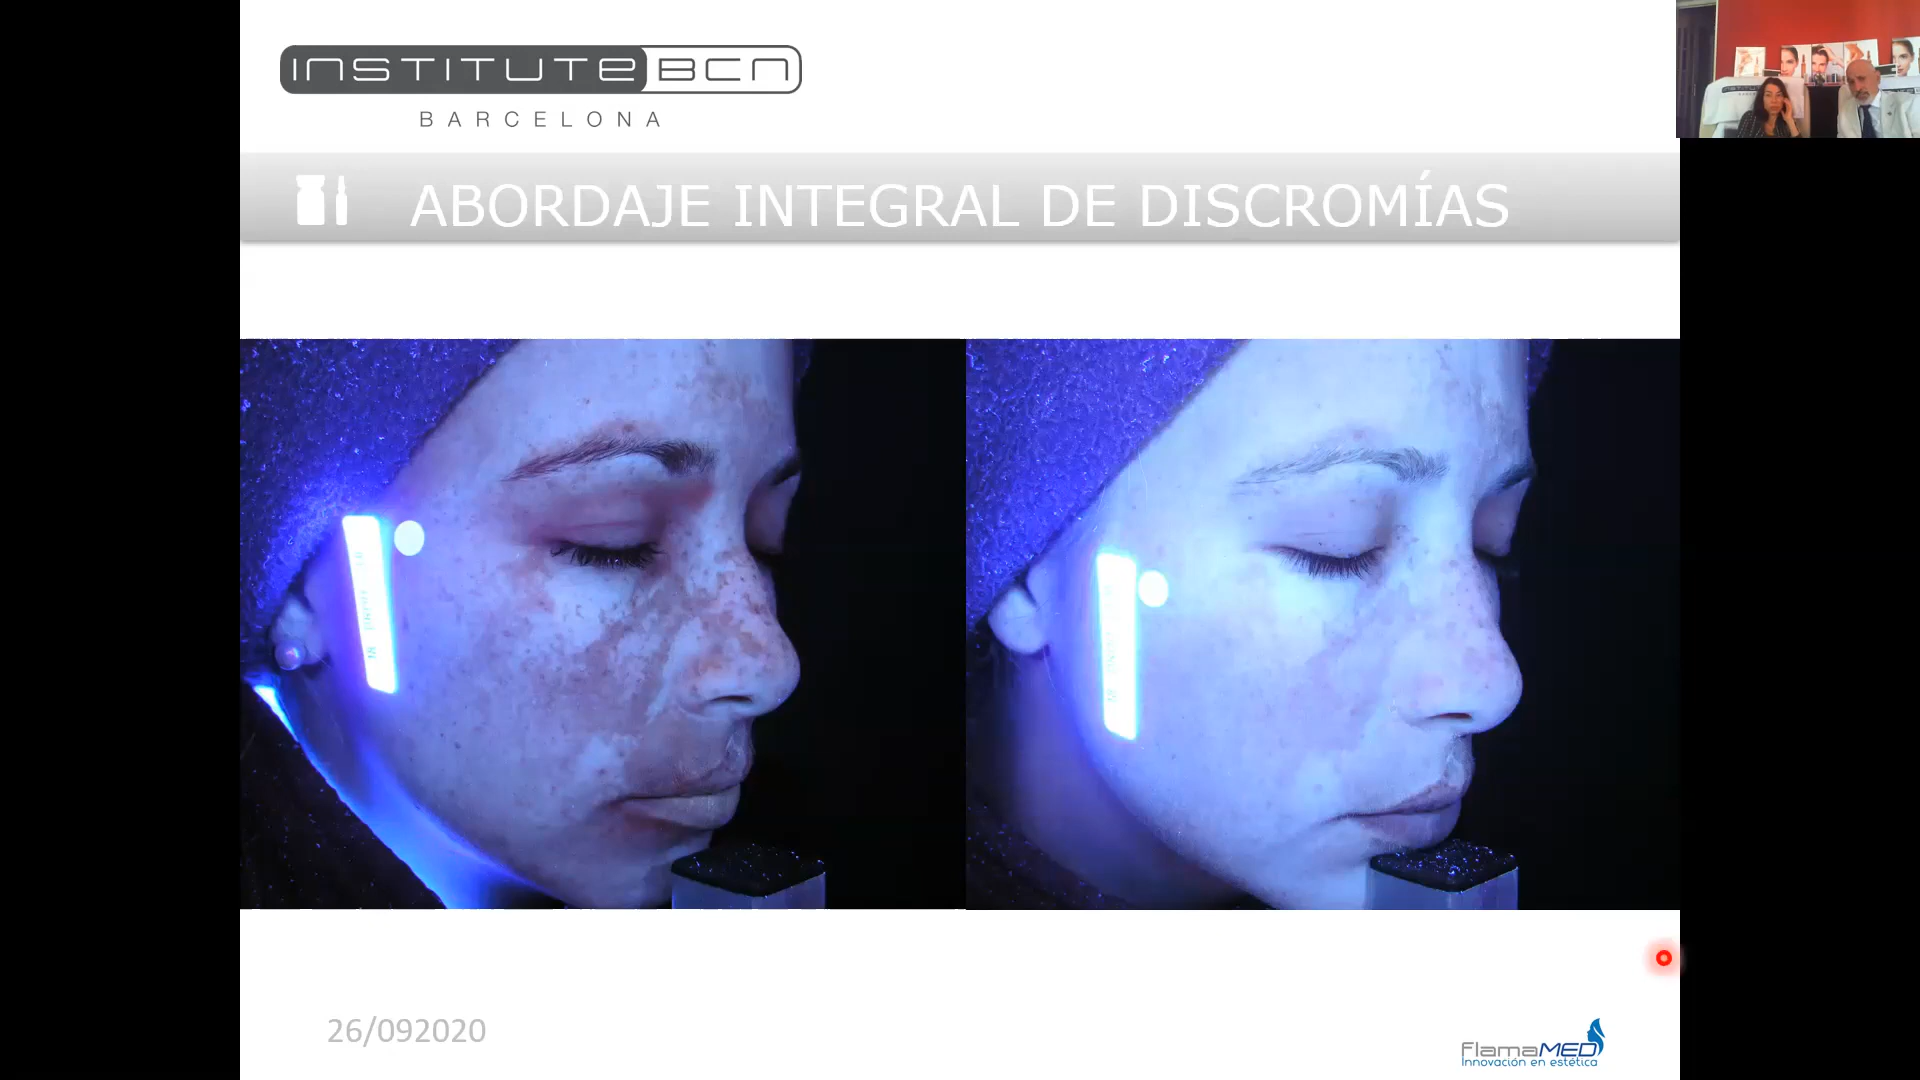 INSTITUTE BCN
BARCELONA
ABORDAJE INTEGRAL DE DISCROMÍAS
26/092020
FlamaMED
Innovación en estética